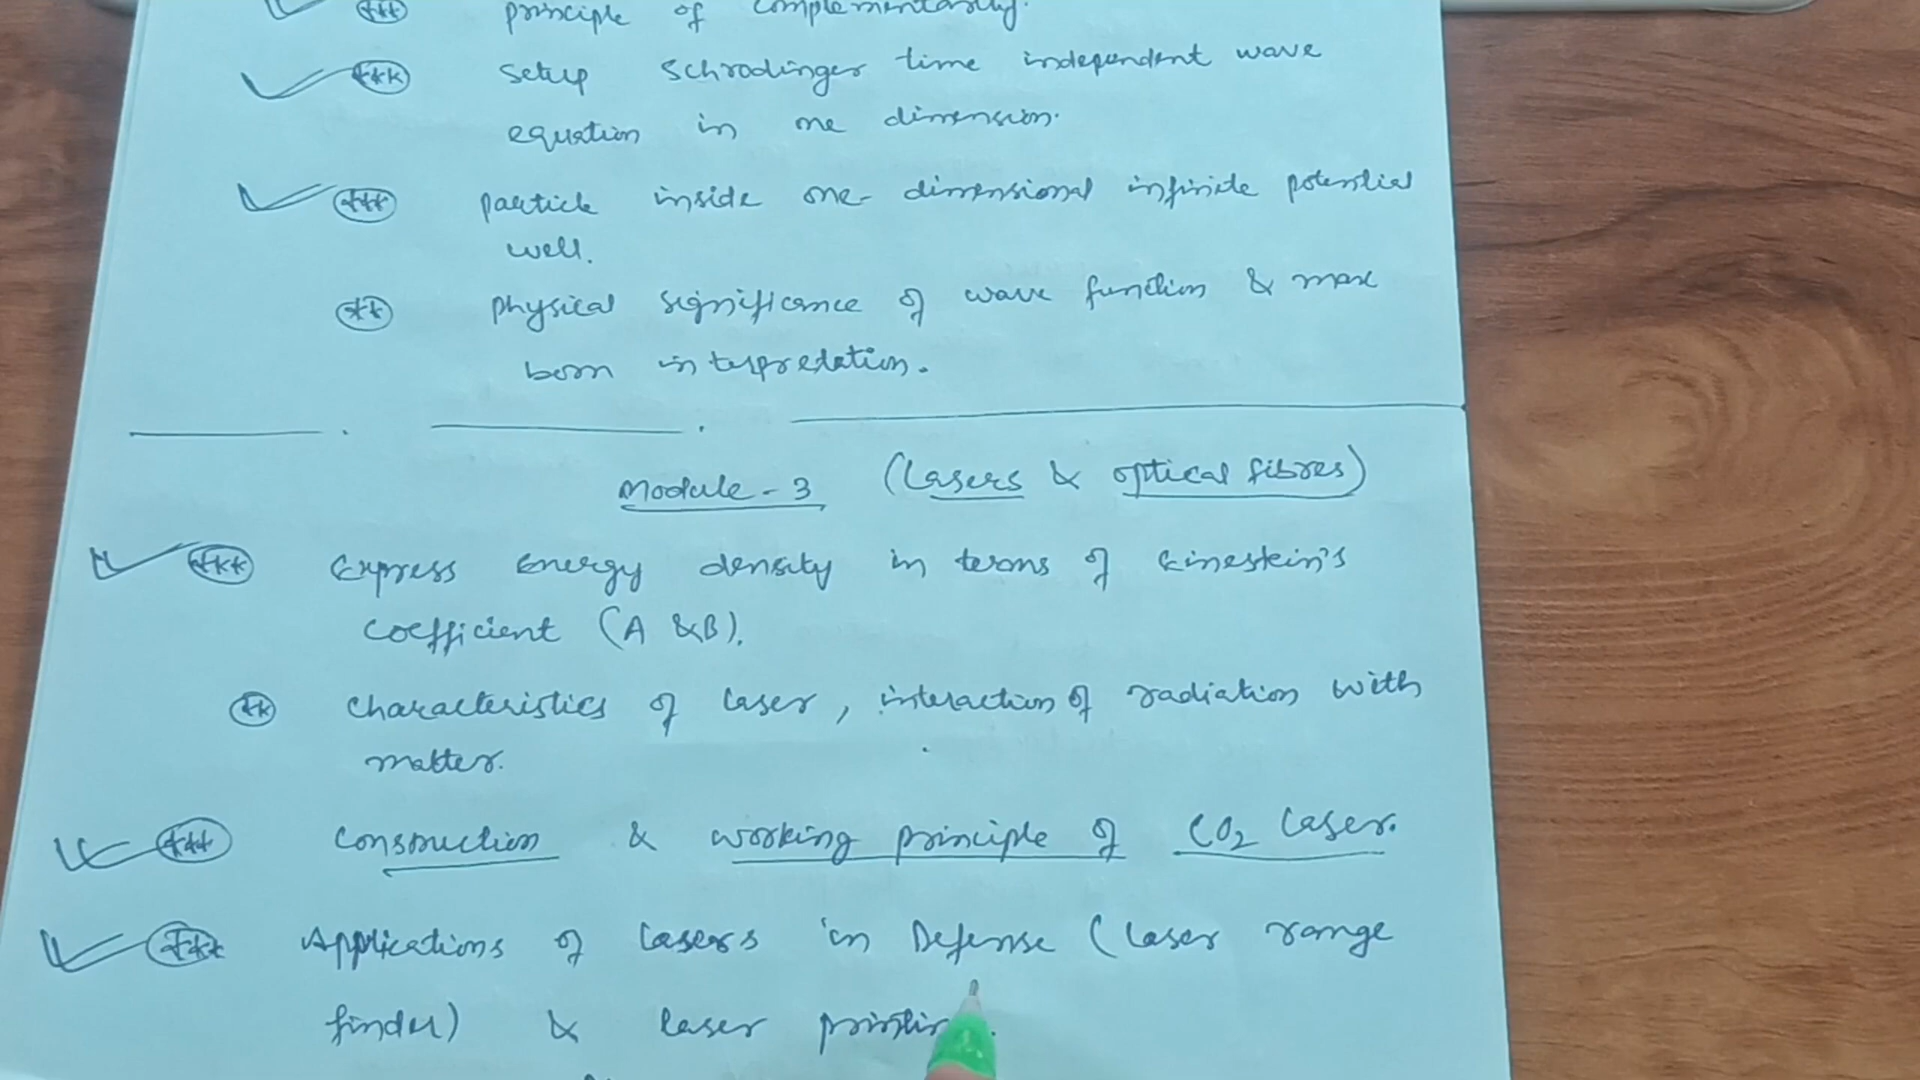 *** principle of complementarity.
*** setup schrodinger time independent wave
equation in one dimension.
*** particle inside one-dimensional infinite potential
well.
** physical significance of wave function & max
born interpretation.
Module-3 (Lasers & optical fibres)
*** Express Energy density in terms of Einestein's
coefficient (A &B).
** characteristics of laser, interaction of radiation with
matter.
*** Construction & working principle of CO2 laser.
*** Applications of lasers in Defense (laser range
finder) & laser printing.